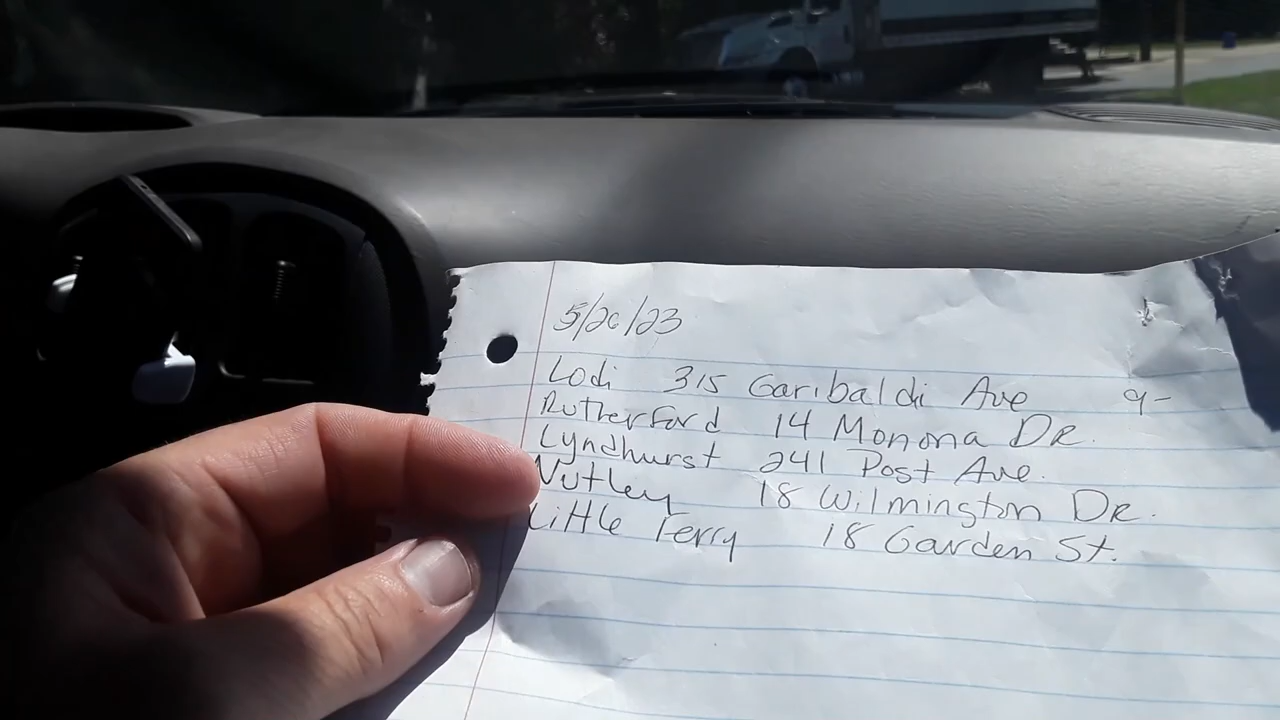 5/20/23
Lodi 315 Garibaldi Ave 9-
Rutherford 14 Monona DR.
Lyndhurst 241 Post Ave.
Nutley 18 Wilmington DR.
Little Ferry 18 Garden St.